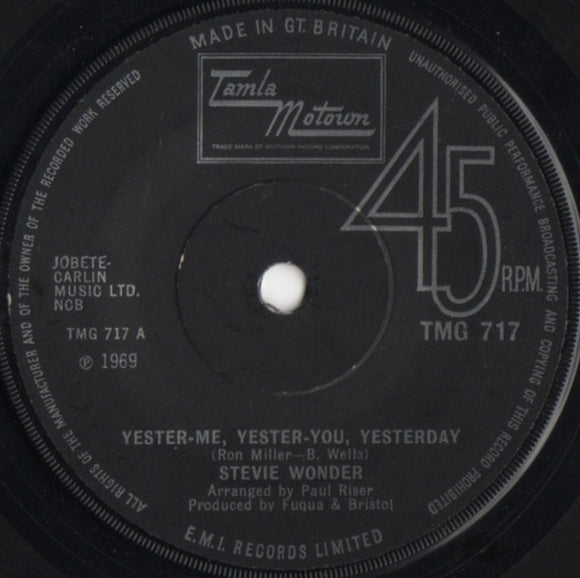 MADE IN GT. BRITAIN
UNAUTHORISED PUBLIC PERFORMANCE BROADCASTING AND COPYING OF THIS RECORD PROHIBITED
ALL RIGHTS OF THE MANUFACTURER AND OF THE OWNER OF THE RECORDED WORK RESERVED
Tamla
Motown
TRADE MARK OF MOTOWN RECORD CORPORATION
45
R.P.M.
JOBETE-
CARLIN
MUSIC LTD.
NCB
TMG 717
TMG 717 A
℗ 1969
YESTER-ME, YESTER-YOU, YESTERDAY
(Ron Miller—B. Wells)
STEVIE WONDER
Arranged by Paul Riser
Produced by Fuqua & Bristol
E.M.I. RECORDS LIMITED